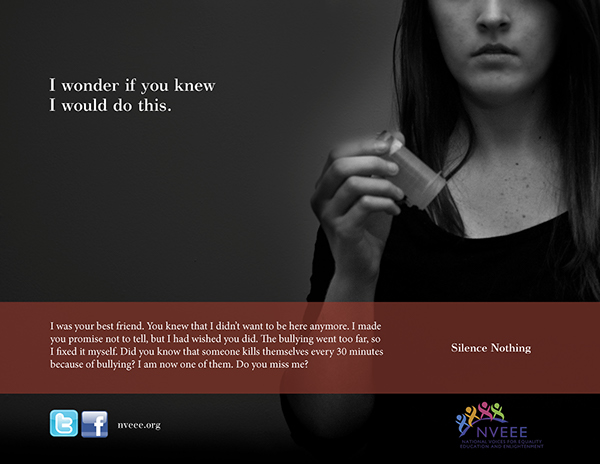 I wonder if you knew
I would do this.
I was your best friend. You knew that I didn't want to be here anymore. I made
you promise not to tell, but I had wished you did. The bullying went too far, so
I fixed it myself. Did you know that someone kills themselves every 30 minutes
because of bullying? I am now one of them. Do you miss me?
Silence Nothing
nveee.org
NVEEE
NATIONAL VOICES FOR EQUALITY
EDUCATION AND ENLIGHTENMENT